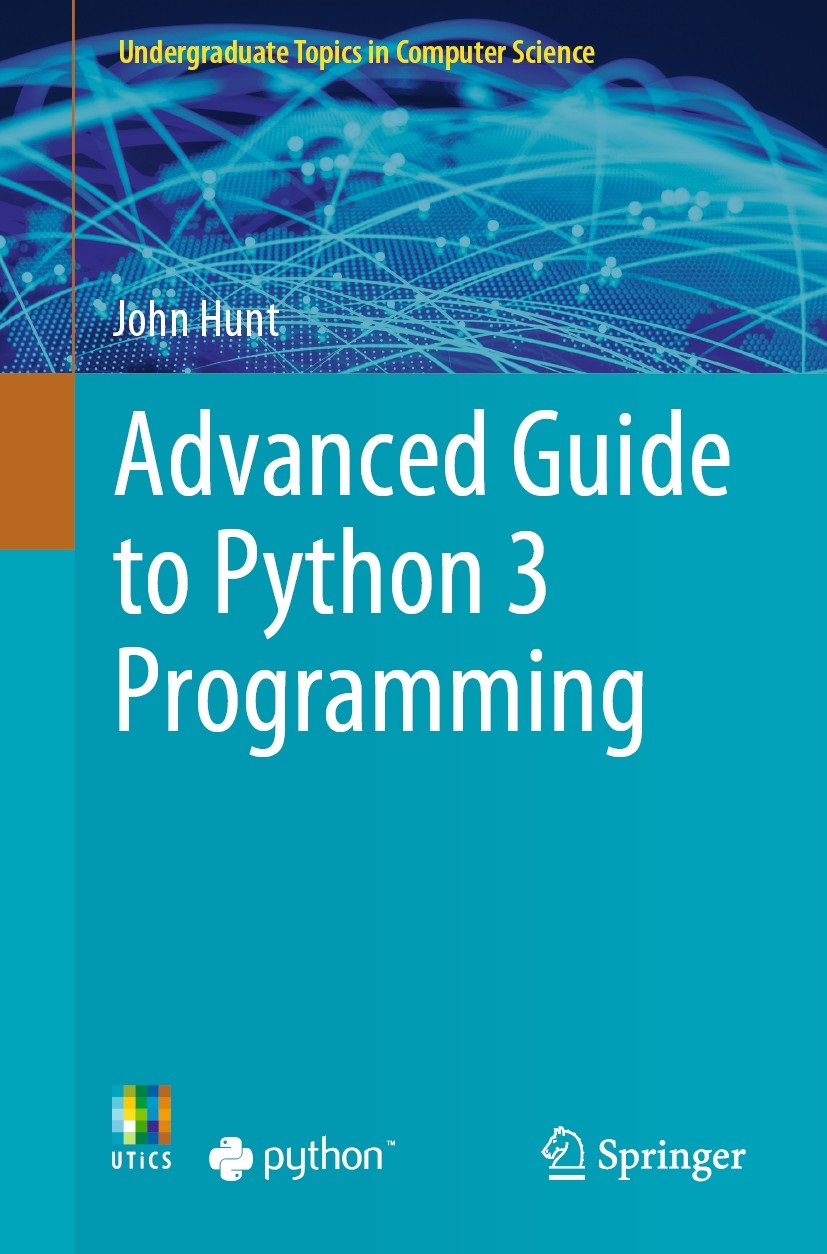 Undergraduate Topics in Computer Science
John Hunt
Advanced Guide
to Python 3
Programming
UTiCS
python™
Springer